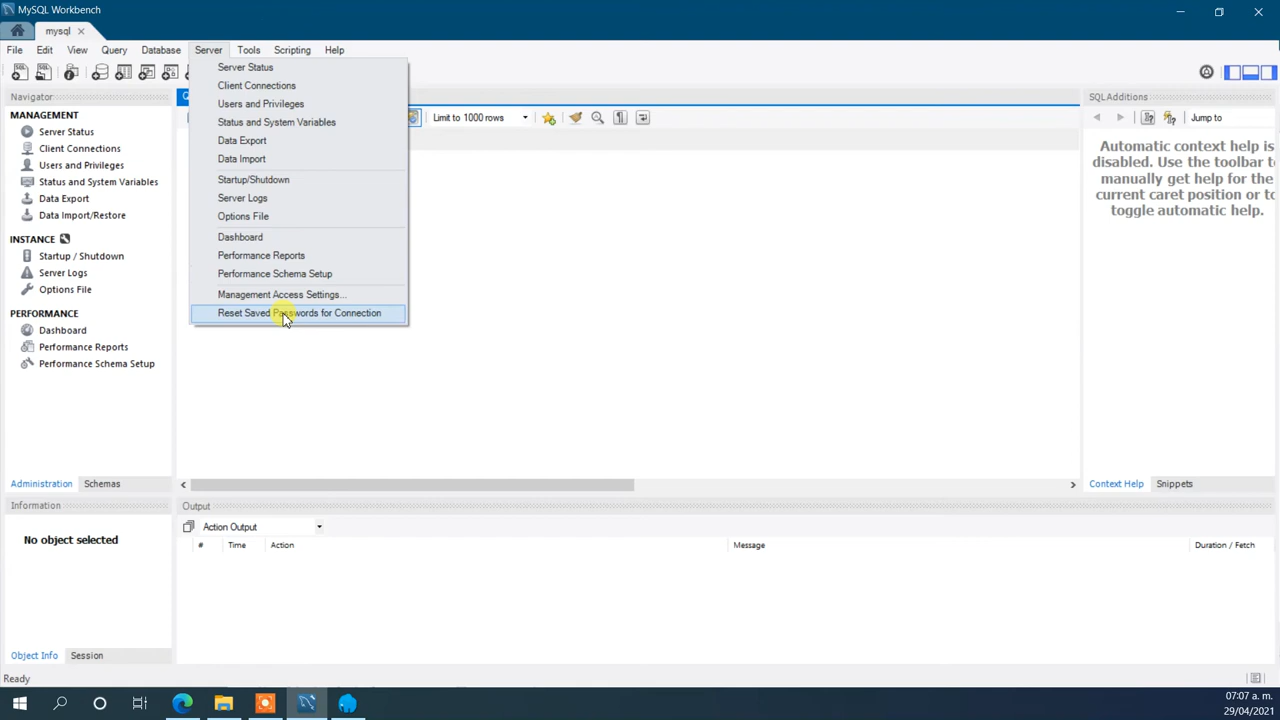 MySQL Workbench
mysql
File Edit View Query Database Server Tools Scripting Help
Navigator
MANAGEMENT
Server Status
Client Connections
Users and Privileges
Status and System Variables
Data Export
Data Import/Restore
INSTANCE
Startup / Shutdown
Server Logs
Options File
PERFORMANCE
Dashboard
Performance Reports
Performance Schema Setup
Administration Schemas
Information
No object selected
Object Info Session
Server Status
Client Connections
Users and Privileges
Status and System Variables
Data Export
Data Import
Startup/Shutdown
Server Logs
Options File
Dashboard
Performance Reports
Performance Schema Setup
Management Access Settings...
Reset Saved Passwords for Connection
Limit to 1000 rows
SQLAdditions
Jump to
Automatic context help is
disabled. Use the toolbar to
manually get help for the
current caret position or to
toggle automatic help.
Context Help Snippets
Output
Action Output
# Time Action Message Duration / Fetch
Ready
07:07 a. m.
29/04/2021